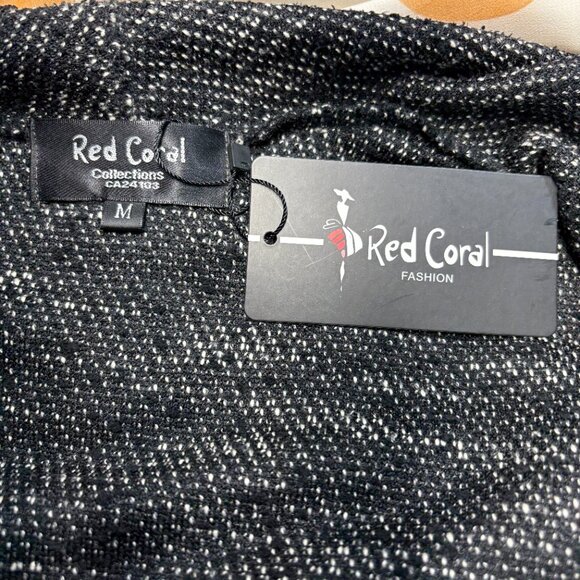 Red Coral
Collections
CA24103
M
Red Coral
FASHION